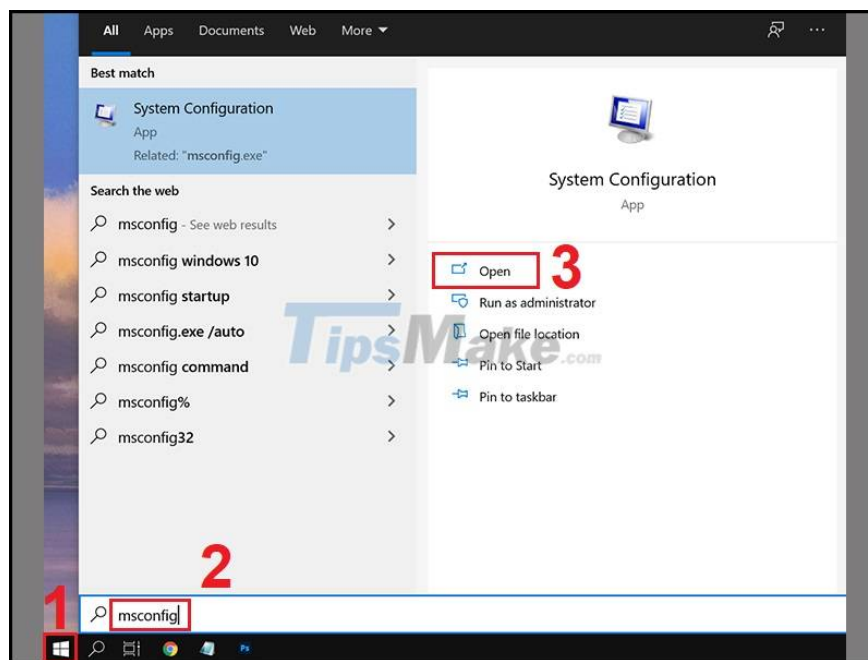 All Apps Documents Web More
Best match
System Configuration
App
Related: "msconfig.exe"
Search the web
msconfig - See web results
msconfig windows 10
msconfig startup
msconfig.exe /auto
msconfig command
msconfig%
msconfig32
System Configuration
App
Open
3
Run as administrator
Open file location
Pin to Start
Pin to taskbar
TipsMake.com
2
1
msconfig
Ps